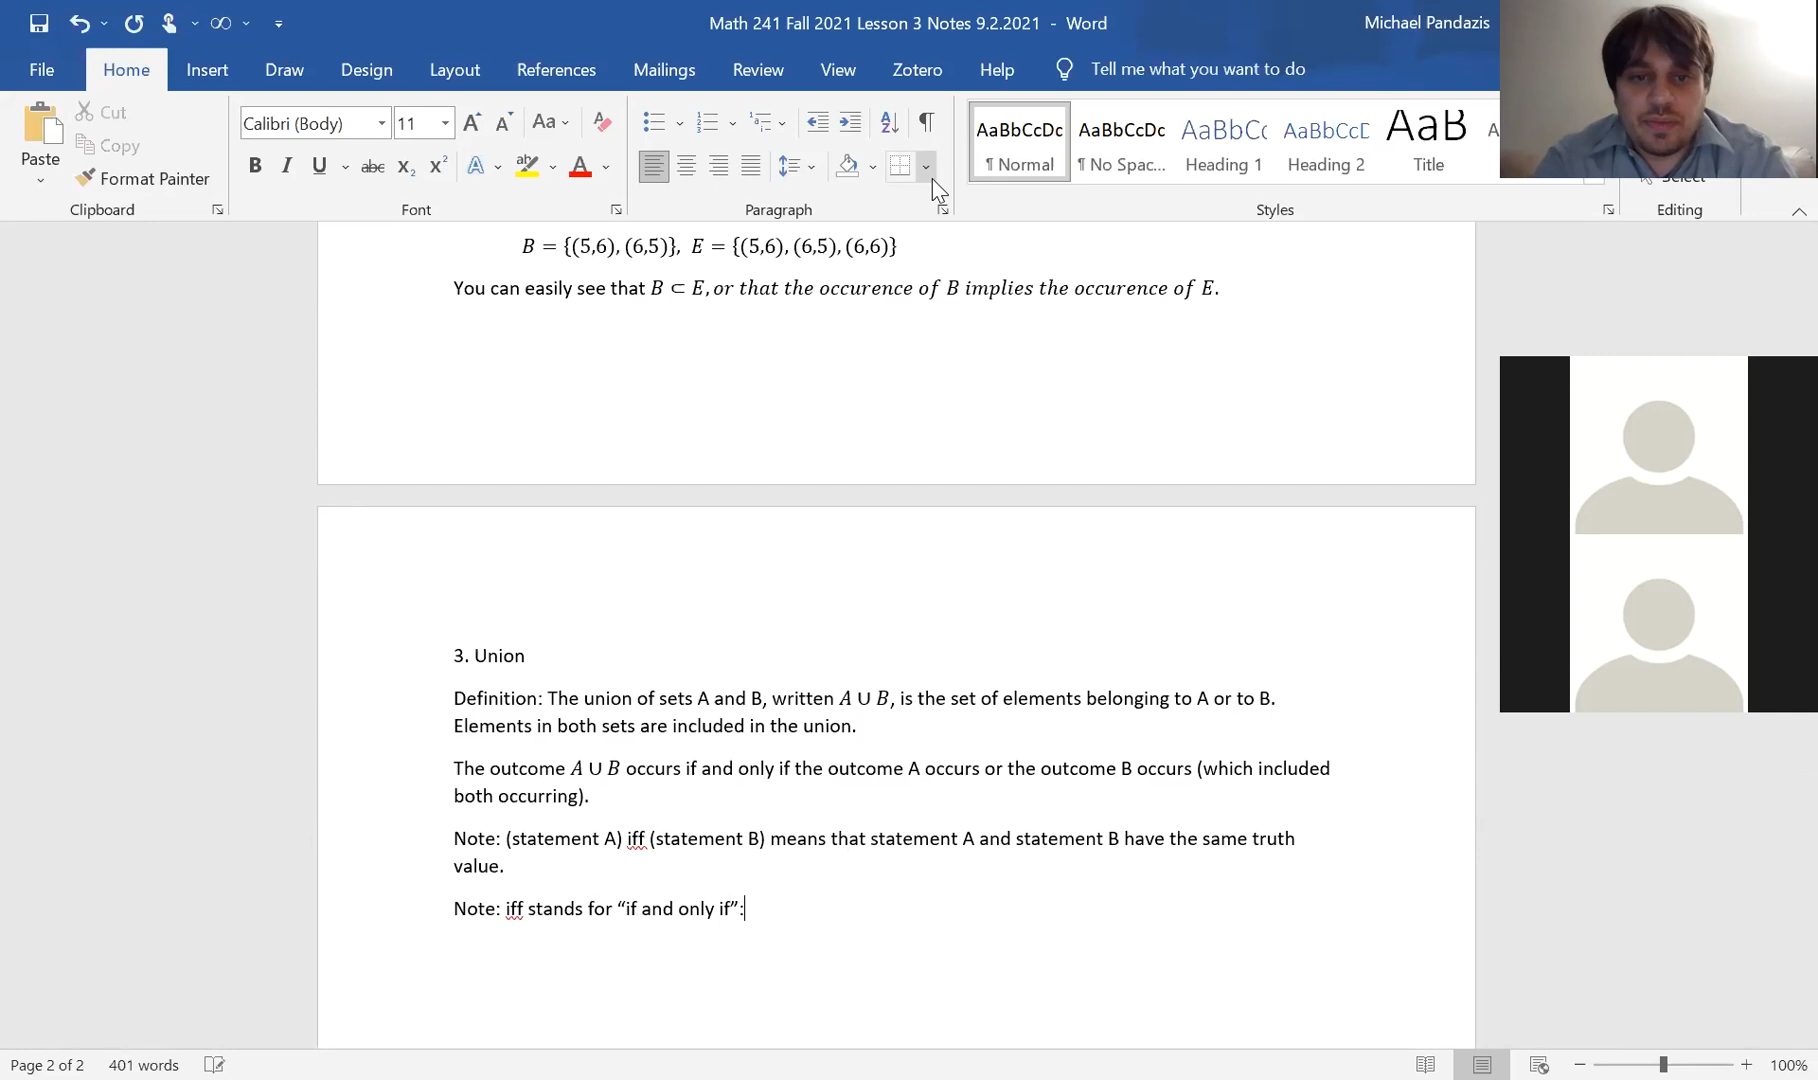 Math 241 Fall 2021 Lesson 3 Notes 9.2.2021 - Word
Michael Pandazis
File Home Insert Draw Design Layout References Mailings Review View Zotero Help Tell me what you want to do
Cut
Copy
Paste
Format Painter
Clipboard
Calibri (Body) 11
Font
Paragraph
AaBbCcDc AaBbCcDc AaBbCc AaBbCcD AaB
¶ Normal ¶ No Spac... Heading 1 Heading 2 Title
Styles
Select
Editing
B = {(5,6), (6,5)}, E = {(5,6), (6,5), (6,6)}
You can easily see that B ⊂ E, or that the occurence of B implies the occurence of E.
3. Union
Definition: The union of sets A and B, written A ∪ B, is the set of elements belonging to A or to B.
Elements in both sets are included in the union.
The outcome A ∪ B occurs if and only if the outcome A occurs or the outcome B occurs (which included
both occurring).
Note: (statement A) iff (statement B) means that statement A and statement B have the same truth
value.
Note: iff stands for “if and only if”:
Page 2 of 2 401 words
100%